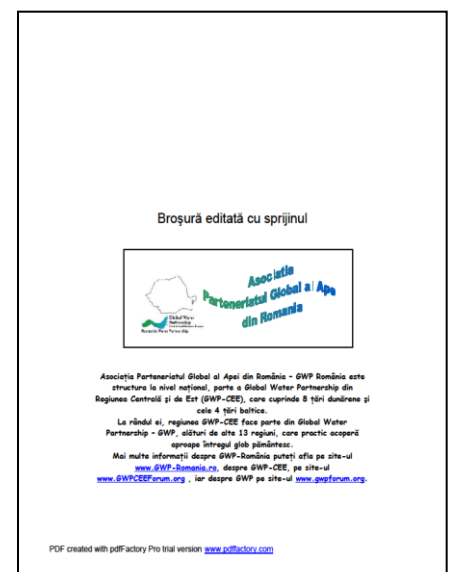 Broşură editată cu sprijinul
Asociatia
Parteneriatul Global al Apei
din Romania
Global Water
Partnership
Asociaţia Parteneriatul Global al Apei din România - GWP România este
structura la nivel naţional, parte a Global Water Partnership din
Regiunea Centrală şi de Est (GWP-CEE), care cuprinde 8 ţări dunărene şi
cele 4 ţări baltice.
La rândul ei, regiunea GWP-CEE face parte din Global Water
Partnership - GWP, alături de alte 13 regiuni, care practic acoperă
aproape întregul glob pământesc.
Mai multe informaţii despre GWP-România puteţi afla pe site-ul
www.GWP-Romania.ro, despre GWP-CEE, pe site-ul
www.GWPCEEForum.org , iar despre GWP pe site-ul www.gwpforum.org.
PDF created with pdfFactory Pro trial version www.pdffactory.com